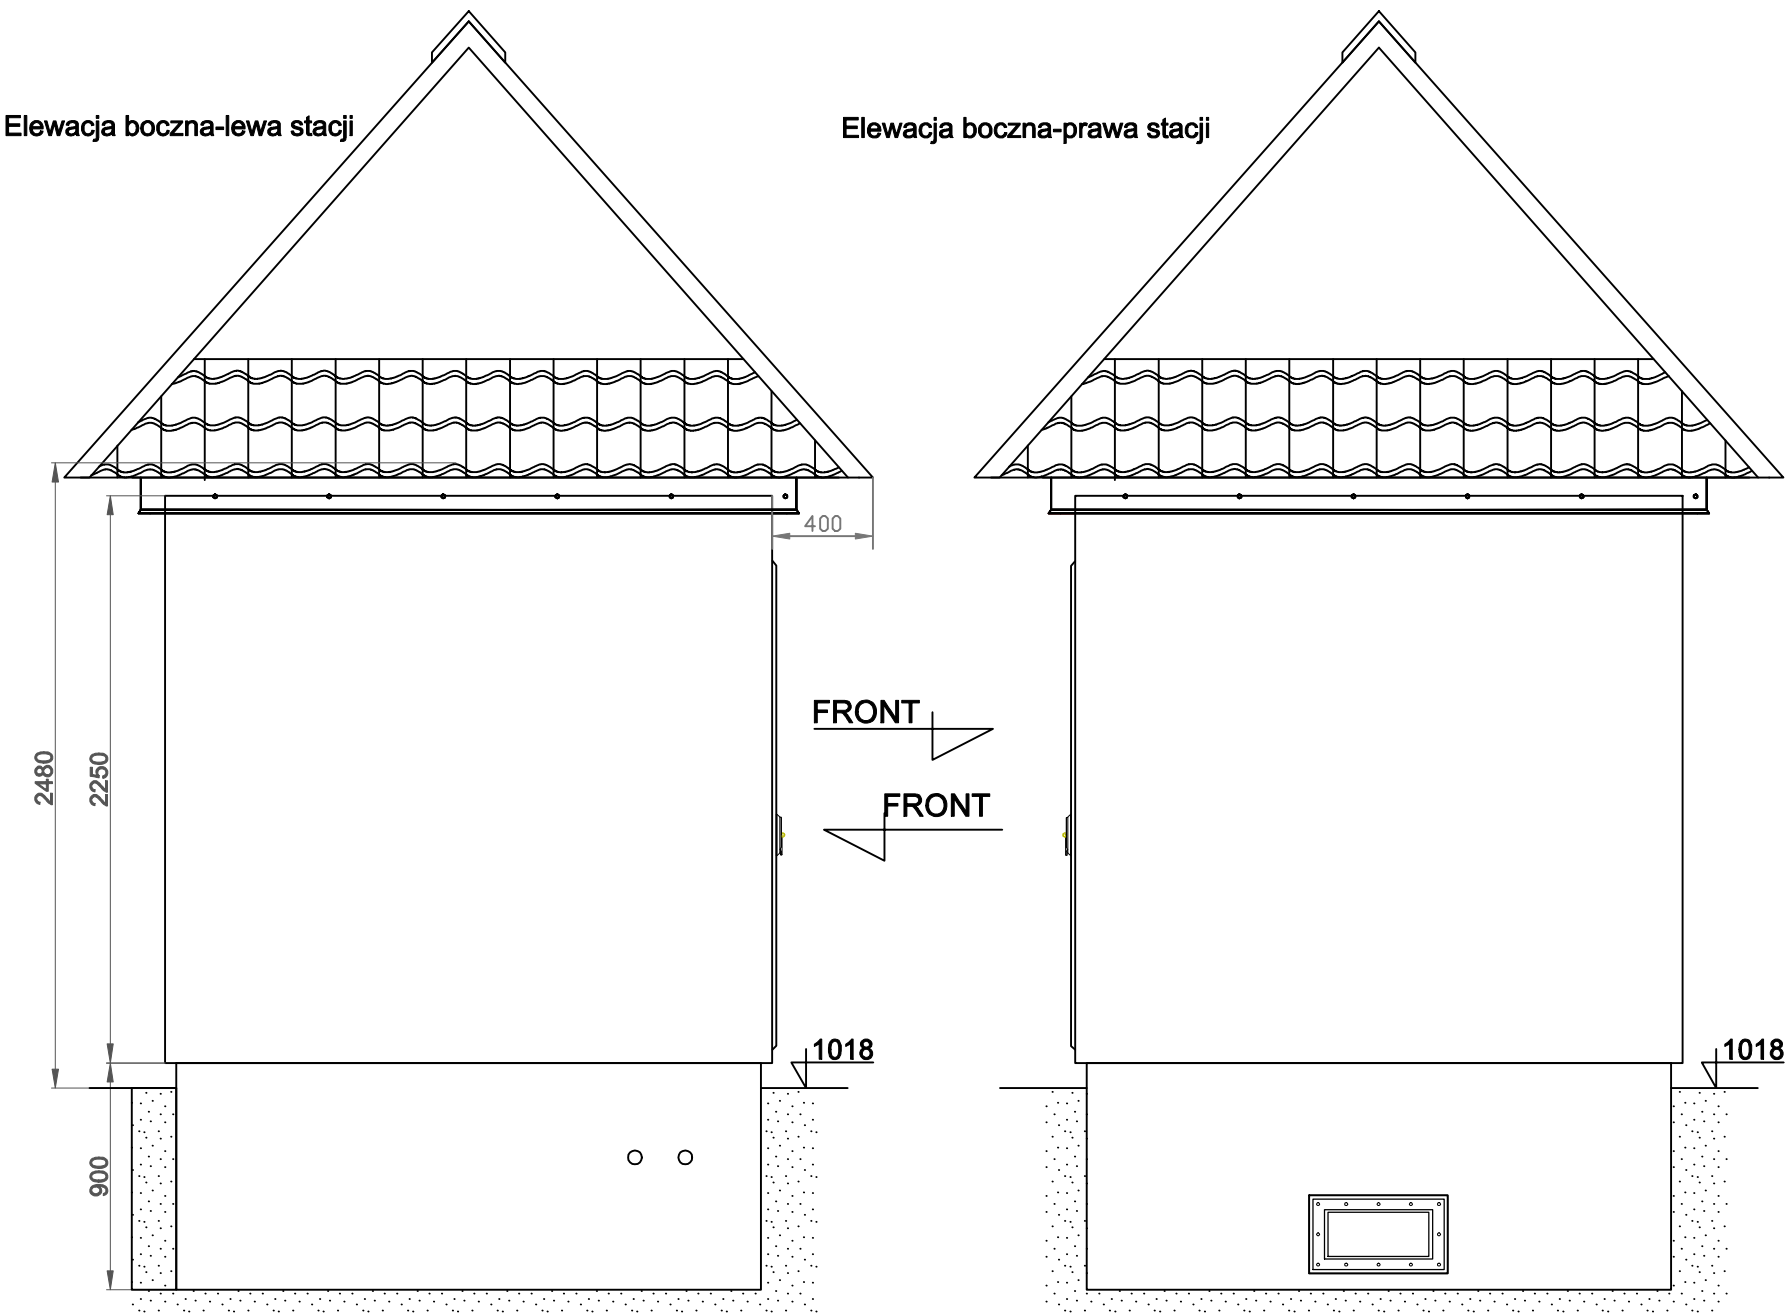 Elewacja boczna-lewa stacji
Elewacja boczna-prawa stacji
400
FRONT
2480
2250
FRONT
1018
1018
900